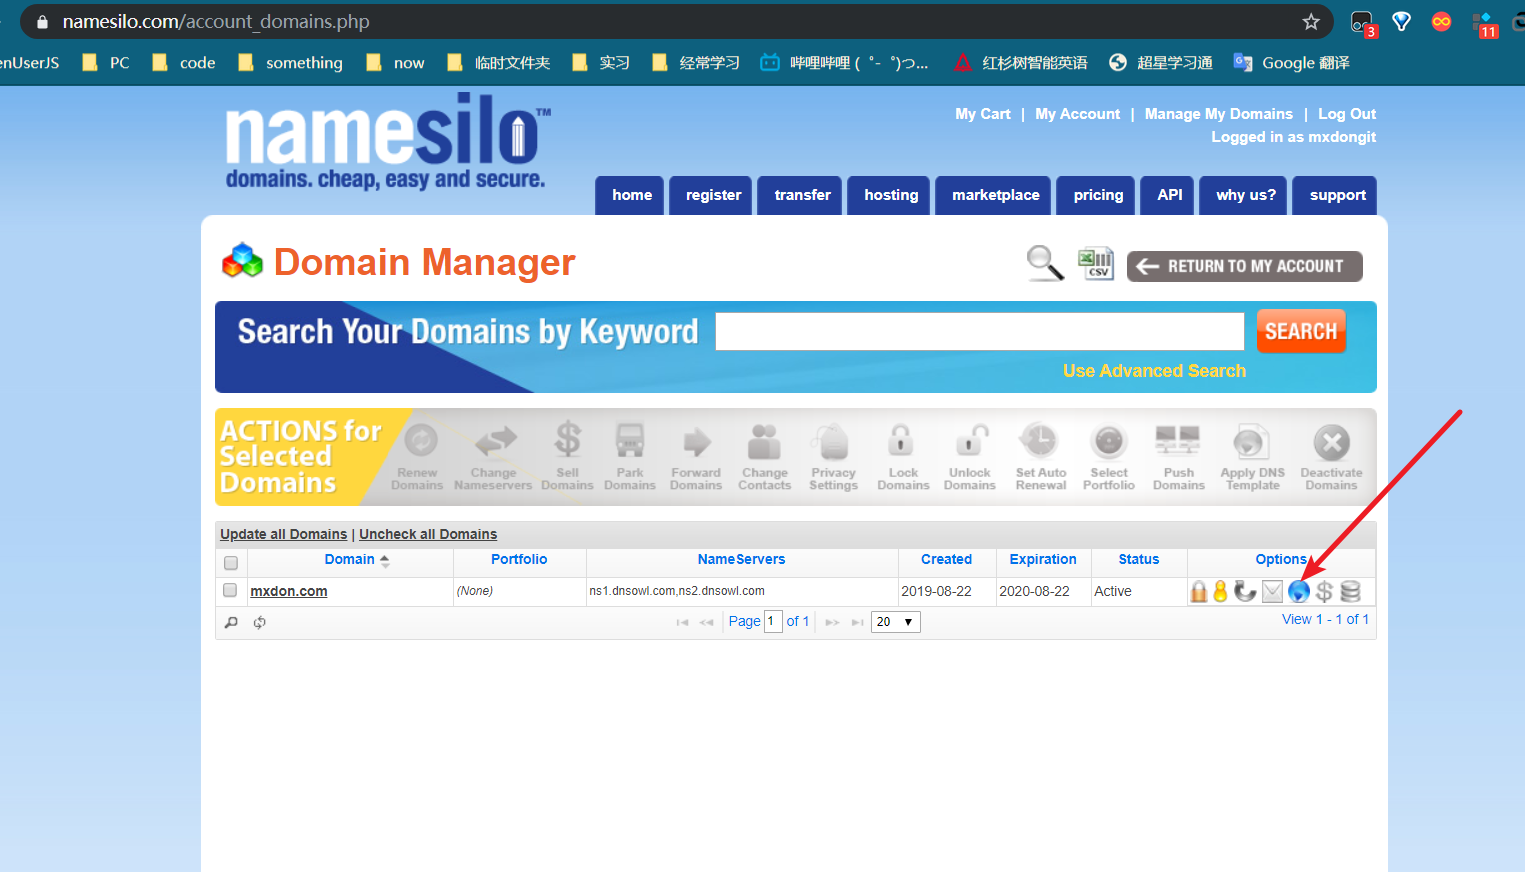 namesilo.com/account_domains.php
3
11
enUserJS
PC
code
something
now
临时文件夹
实习
经常学习
哔哩哔哩 ( ゜- ゜)つ...
红杉树智能英语
超星学习通
Google 翻译
namesilo™
domains. cheap, easy and secure.
My Cart | My Account | Manage My Domains | Log Out
Logged in as mxdongit
home
register
transfer
hosting
marketplace
pricing
API
why us?
support
Domain Manager
CSV
RETURN TO MY ACCOUNT
Search Your Domains by Keyword
SEARCH
Use Advanced Search
ACTIONS for
Selected
Domains
Renew
Domains
Change
Nameservers
Sell
Domains
Park
Domains
Forward
Domains
Change
Contacts
Privacy
Settings
Lock
Domains
Unlock
Domains
Set Auto
Renewal
Select
Portfolio
Push
Domains
Apply DNS
Template
Deactivate
Domains
Update all Domains | Uncheck all Domains
Domain Portfolio NameServers Created Expiration Status Options
mxdon.com (None) ns1.dnsowl.com,ns2.dnsowl.com 2019-08-22 2020-08-22 Active
Page 1 of 1 20 View 1 - 1 of 1